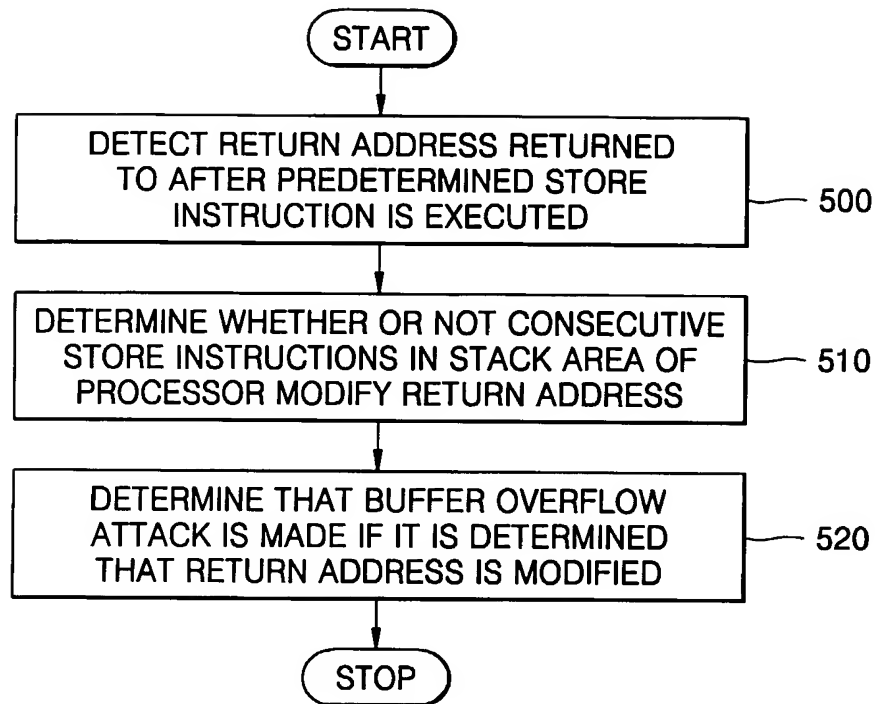 START
DETECT RETURN ADDRESS RETURNED
TO AFTER PREDETERMINED STORE
INSTRUCTION IS EXECUTED
500
DETERMINE WHETHER OR NOT CONSECUTIVE
STORE INSTRUCTIONS IN STACK AREA OF
PROCESSOR MODIFY RETURN ADDRESS
510
DETERMINE THAT BUFFER OVERFLOW
ATTACK IS MADE IF IT IS DETERMINED
THAT RETURN ADDRESS IS MODIFIED
520
STOP